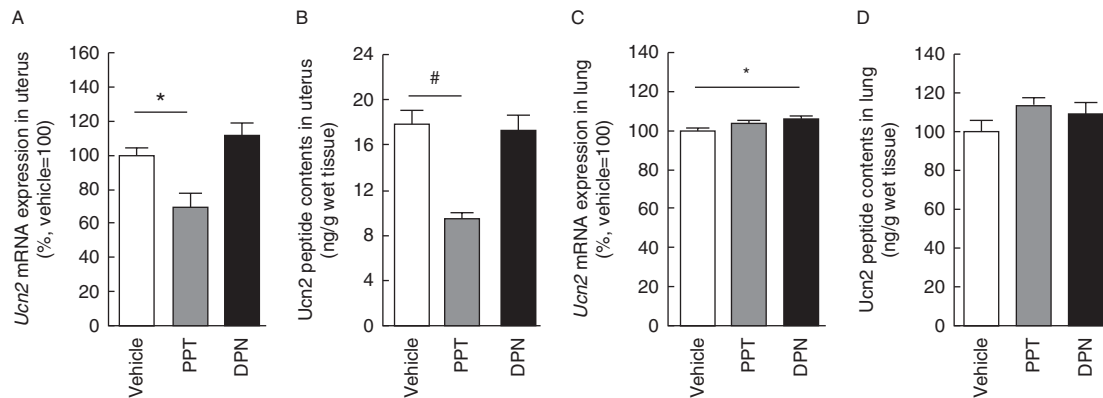 A
Ucn2 mRNA expression in uterus
(%, vehicle=100)
160
140
120
100
80
60
40
20
0
*
Vehicle
PPT
DPN
B
Ucn2 peptide contents in uterus
(ng/g wet tissue)
24
20
16
12
8
4
0
#
Vehicle
PPT
DPN
C
Ucn2 mRNA expression in lung
(%, vehicle=100)
140
120
100
80
60
40
20
0
*
Vehicle
PPT
DPN
D
Ucn2 peptide contents in lung
(ng/g wet tissue)
140
120
100
80
60
40
20
0
Vehicle
PPT
DPN